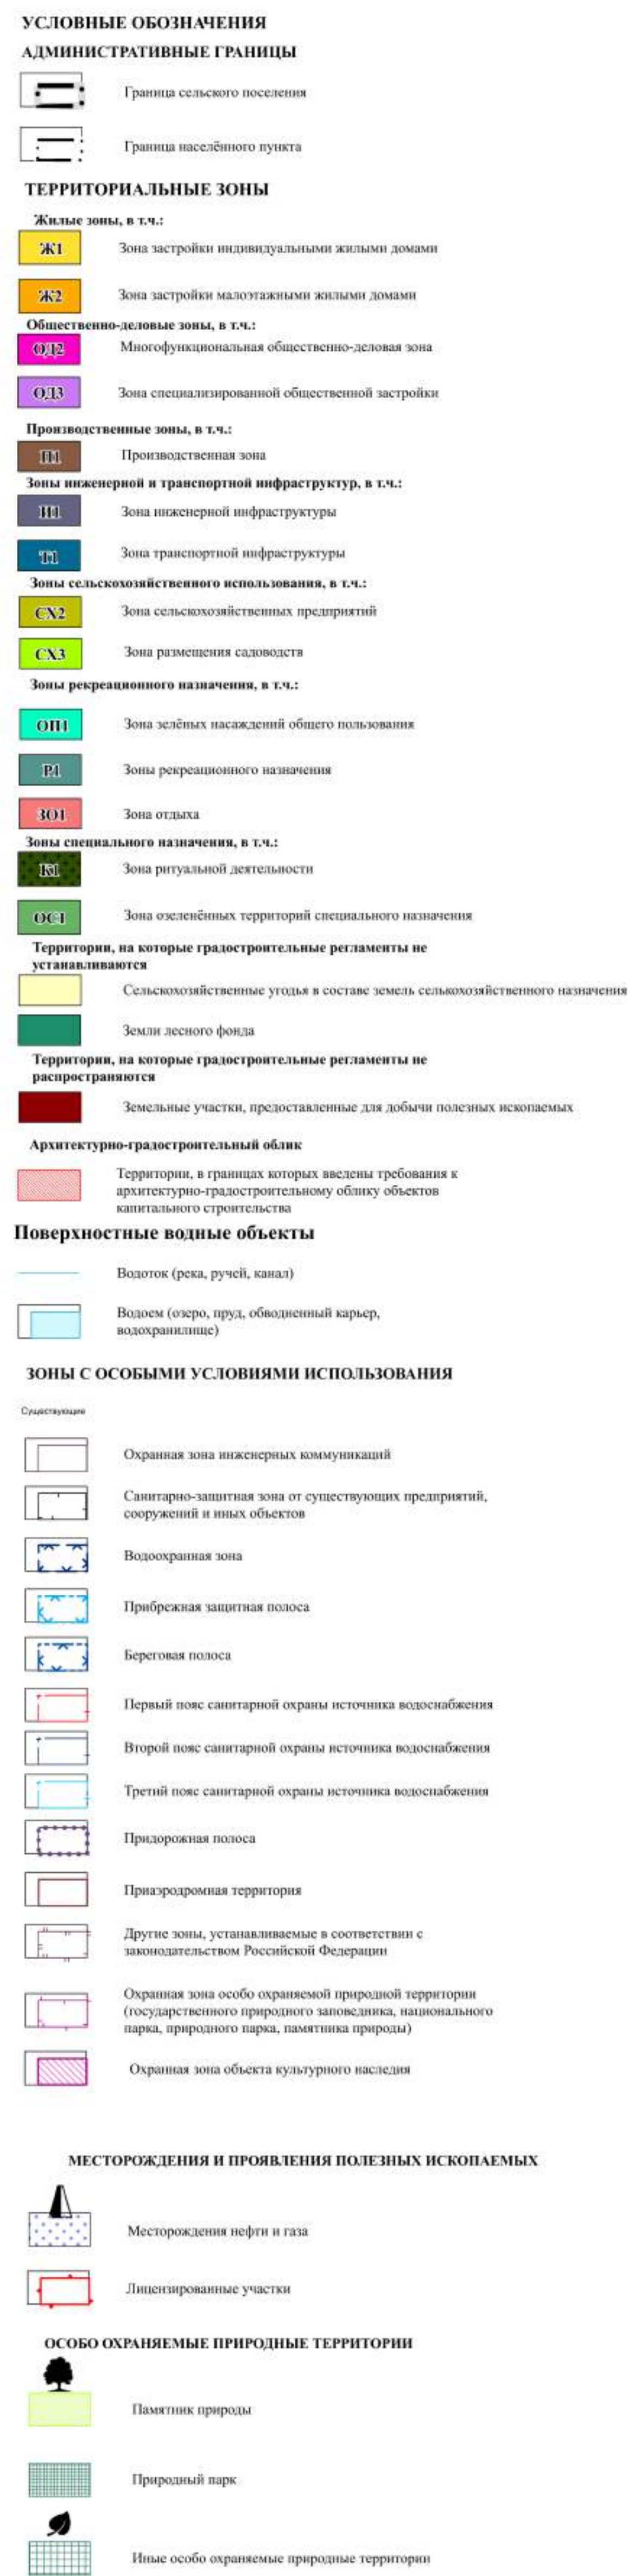 УСЛОВНЫЕ ОБОЗНАЧЕНИЯ
АДМИНИСТРАТИВНЫЕ ГРАНИЦЫ
Граница сельского поселения
Граница населённого пункта
ТЕРРИТОРИАЛЬНЫЕ ЗОНЫ
Жилые зоны, в т.ч.:
Ж1 Зона застройки индивидуальными жилыми домами
Ж2 Зона застройки малоэтажными жилыми домами
Общественно-деловые зоны, в т.ч.:
ОД2 Многофункциональная общественно-деловая зона
ОД3 Зона специализированной общественной застройки
Производственные зоны, в т.ч.:
П1 Производственная зона
Зоны инженерной и транспортной инфраструктур, в т.ч.:
И1 Зона инженерной инфраструктуры
Т1 Зона транспортной инфраструктуры
Зоны сельскохозяйственного использования, в т.ч.:
СХ2 Зона сельскохозяйственных предприятий
СХ3 Зона размещения садоводств
Зоны рекреационного назначения, в т.ч.:
ОП1 Зона зелёных насаждений общего пользования
Р1 Зоны рекреационного назначения
ЗО1 Зона отдыха
Зоны специального назначения, в т.ч.:
К1 Зона ритуальной деятельности
ОС1 Зона озеленённых территорий специального назначения
Территории, на которые градостроительные регламенты не
устанавливаются
Сельскохозяйственные угодья в составе земель селькохозяйственного назначения
Земли лесного фонда
Территории, на которые градостроительные регламенты не
распространяются
Земельные участки, предоставленные для добычи полезных ископаемых
Архитектурно-градостроительный облик
Территории, в границах которых введены требования к
архитектурно-градостроительному облику объектов
капитального строительства
Поверхностные водные объекты
Водоток (река, ручей, канал)
Водоем (озеро, пруд, обводненный карьер,
водохранилище)
ЗОНЫ С ОСОБЫМИ УСЛОВИЯМИ ИСПОЛЬЗОВАНИЯ
Существующие
Охранная зона инженерных коммуникаций
Санитарно-защитная зона от существующих предприятий,
сооружений и иных объектов
Водоохранная зона
Прибрежная защитная полоса
Береговая полоса
Первый пояс санитарной охраны источника водоснабжения
Второй пояс санитарной охраны источника водоснабжения
Третий пояс санитарной охраны источника водоснабжения
Придорожная полоса
Приаэродромная территория
Другие зоны, устанавливаемые в соответствии с
законодательством Российской Федерации
Охранная зона особо охраняемой природной территории
(государственного природного заповедника, национального
парка, природного парка, памятника природы)
Охранная зона объекта культурного наследия
МЕСТОРОЖДЕНИЯ И ПРОЯВЛЕНИЯ ПОЛЕЗНЫХ ИСКОПАЕМЫХ
Месторождения нефти и газа
Лицензированные участки
ОСОБО ОХРАНЯЕМЫЕ ПРИРОДНЫЕ ТЕРРИТОРИИ
Памятник природы
Природный парк
Иные особо охраняемые природные территории